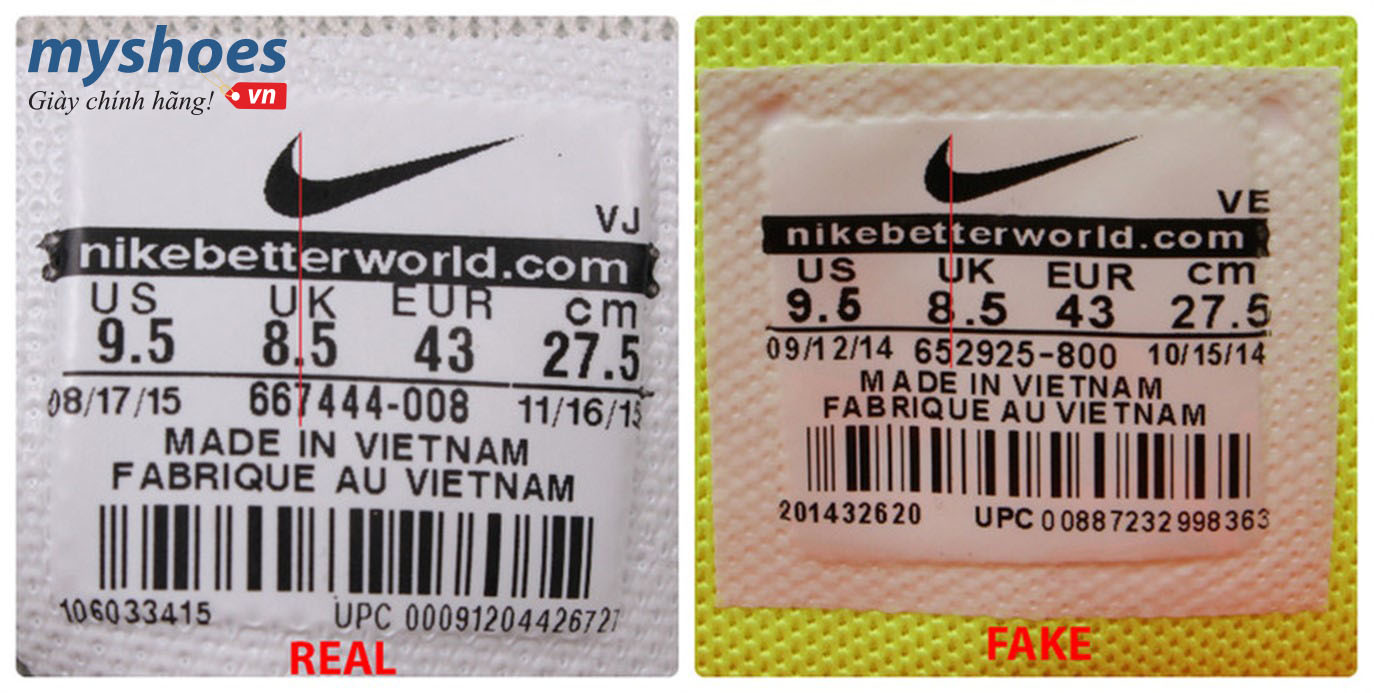 myshoes
Giày chính hãng! vn
VJ
nikebetterworld.com
US UK EUR cm
9.5 8.5 43 27.5
08/17/15 667444-008 11/16/15
MADE IN VIETNAM
FABRIQUE AU VIETNAM
106033415 UPC 00091204426727
REAL
VE
nikebetterworld.com
US UK EUR cm
9.5 8.5 43 27.5
09/12/14 652925-800 10/15/14
MADE IN VIETNAM
FABRIQUE AU VIETNAM
201432620 UPC 00887232998363
FAKE